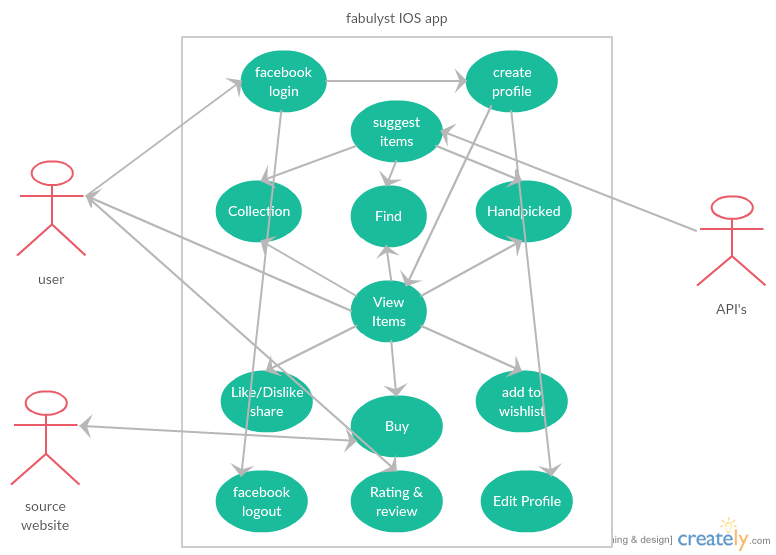 fabulyst IOS app
facebook
login
create
profile
suggest
items
Collection
Find
Handpicked
user
API's
View
Items
Like/Dislike
share
add to
wishlist
Buy
source
website
facebook
logout
Rating &
review
Edit Profile
& design]
creately.com